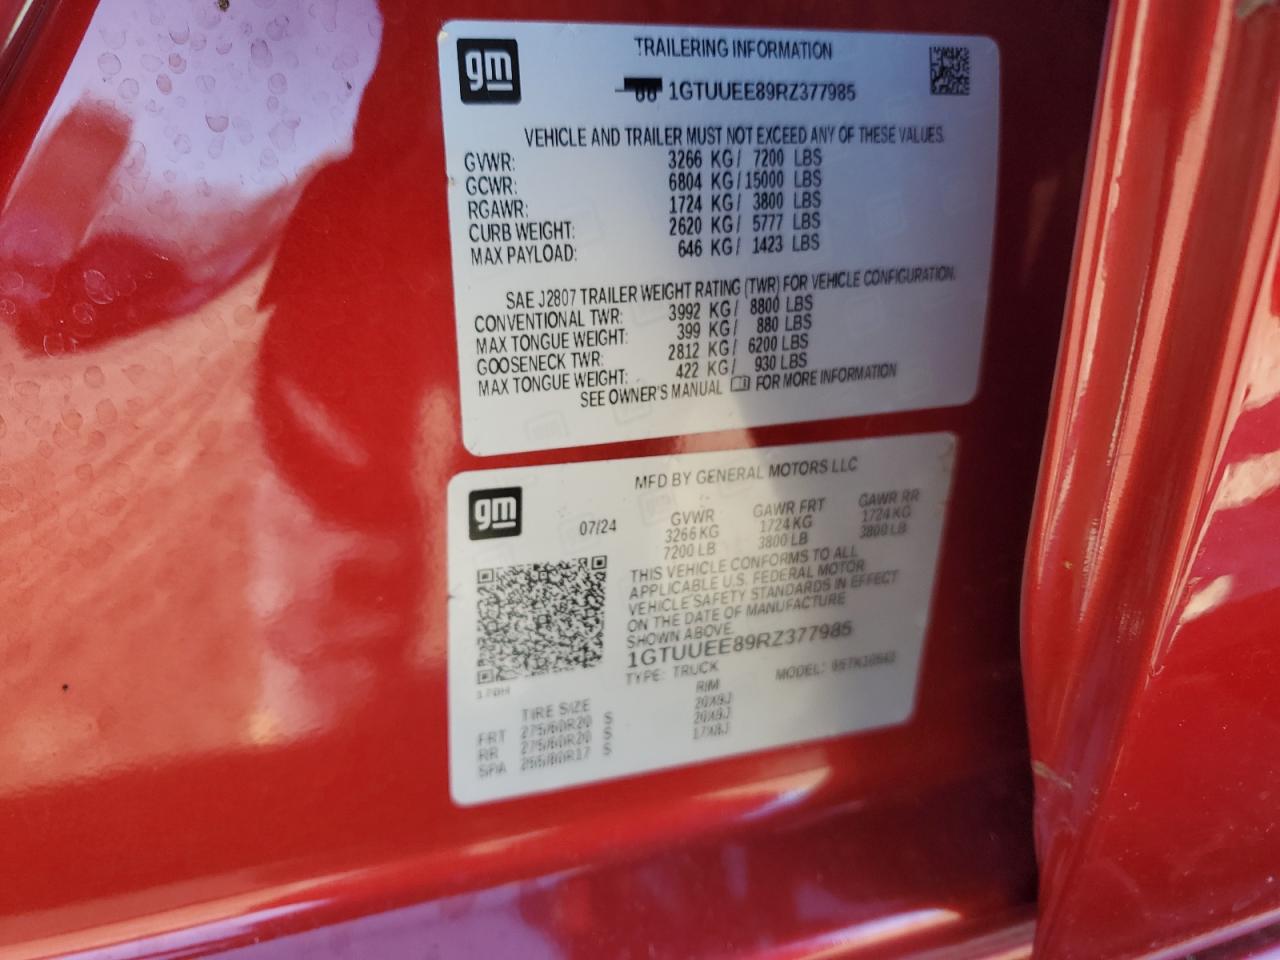 gm
TRAILERING INFORMATION
1GTUUEE89RZ377985
VEHICLE AND TRAILER MUST NOT EXCEED ANY OF THESE VALUES.
GVWR: 3266 KG/ 7200 LBS
GCWR: 6804 KG/15000 LBS
RGAWR: 1724 KG/ 3800 LBS
CURB WEIGHT: 2620 KG/ 5777 LBS
MAX PAYLOAD: 646 KG/ 1423 LBS
SAE J2807 TRAILER WEIGHT RATING (TWR) FOR VEHICLE CONFIGURATION.
CONVENTIONAL TWR: 3992 KG/ 8800 LBS
MAX TONGUE WEIGHT: 399 KG/ 880 LBS
GOOSENECK TWR: 2812 KG/ 6200 LBS
MAX TONGUE WEIGHT: 422 KG/ 930 LBS
SEE OWNER'S MANUAL FOR MORE INFORMATION
gm
MFD BY GENERAL MOTORS LLC
07/24 GVWR GAWR FRT GAWR RR
3266KG 1724KG 1724KG
7200 LB 3800 LB 3800 LB
THIS VEHICLE CONFORMS TO ALL
APPLICABLE U.S. FEDERAL MOTOR
VEHICLE SAFETY STANDARDS IN EFFECT
ON THE DATE OF MANUFACTURE
SHOWN ABOVE.
1GTUUEE89RZ377985
TYPE: TRUCK MODEL:
TIRE SIZE RIM
FRT 275/60R20 S 20X9J
RR 275/60R20 S 20X9J
SPA 255/80R17 S 17X8J